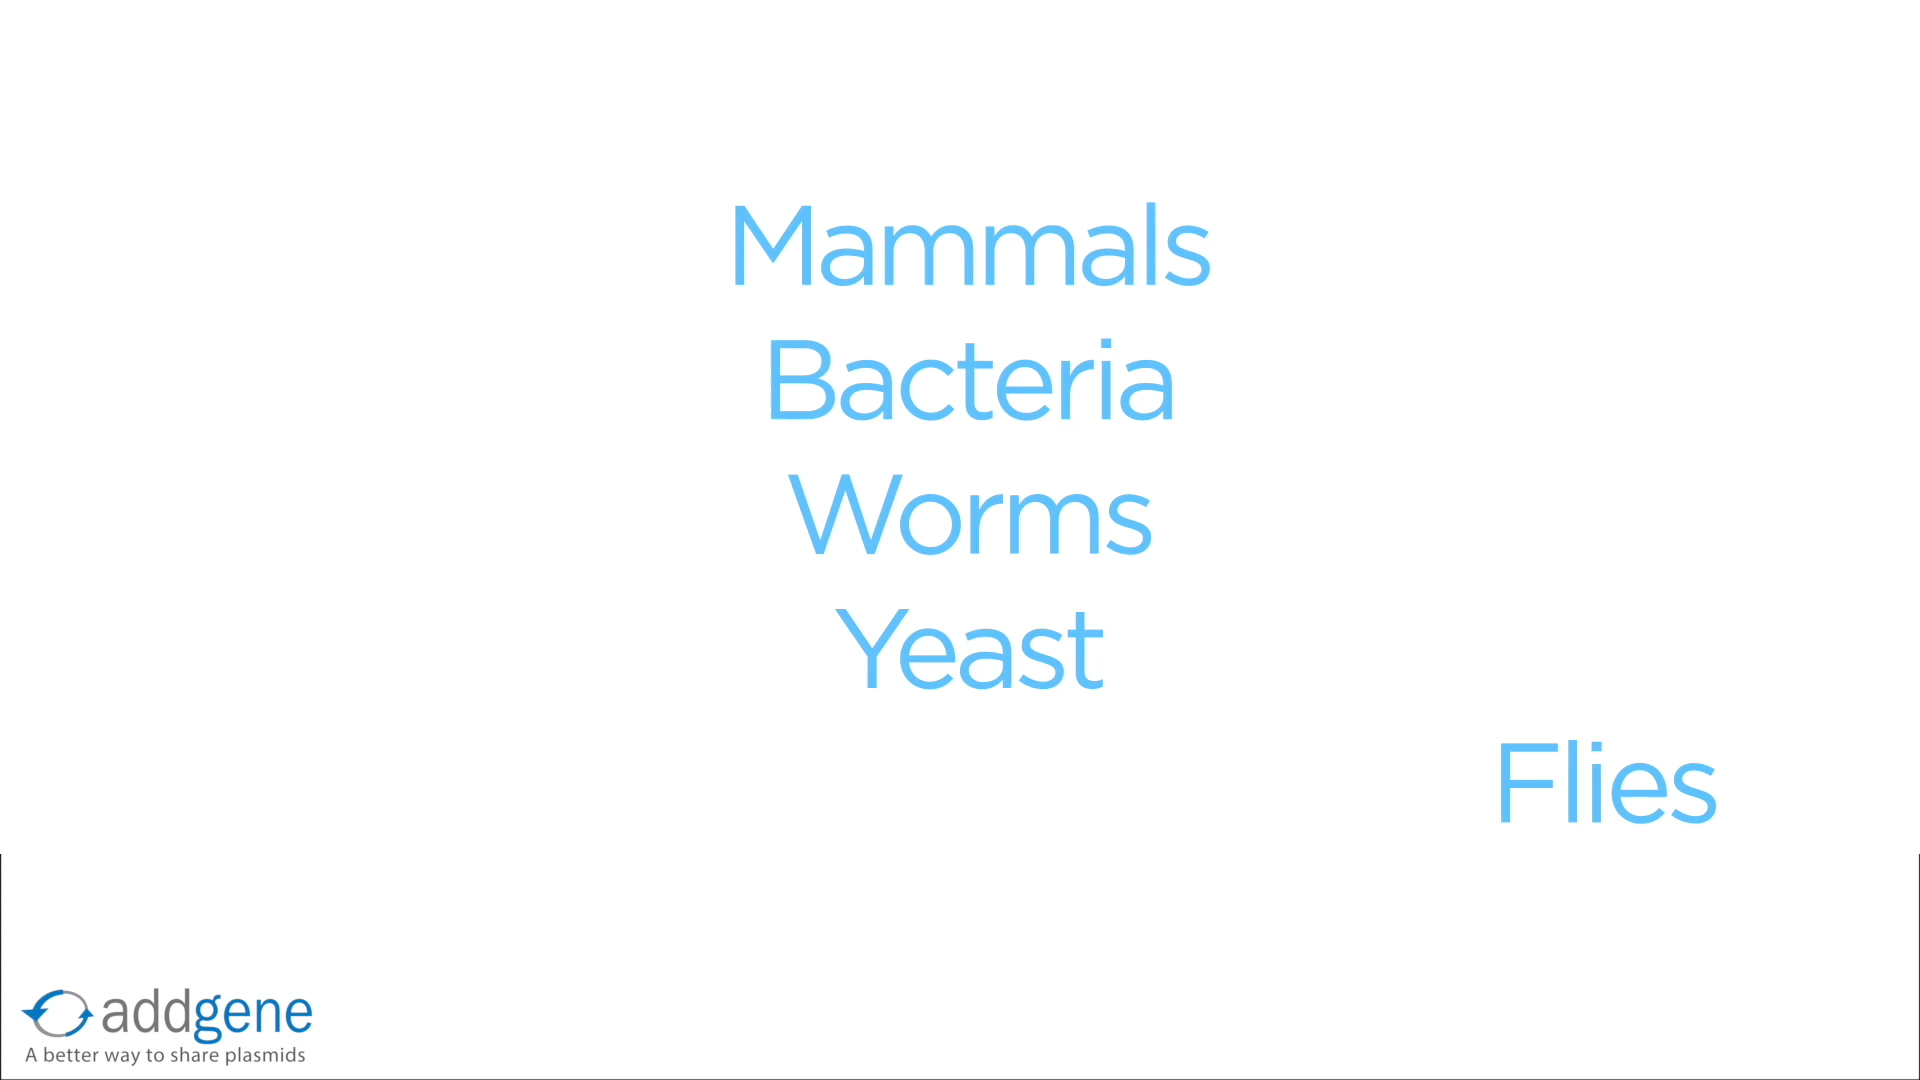 Mammals
Bacteria
Worms
Yeast
Flies
addgene
A better way to share plasmids